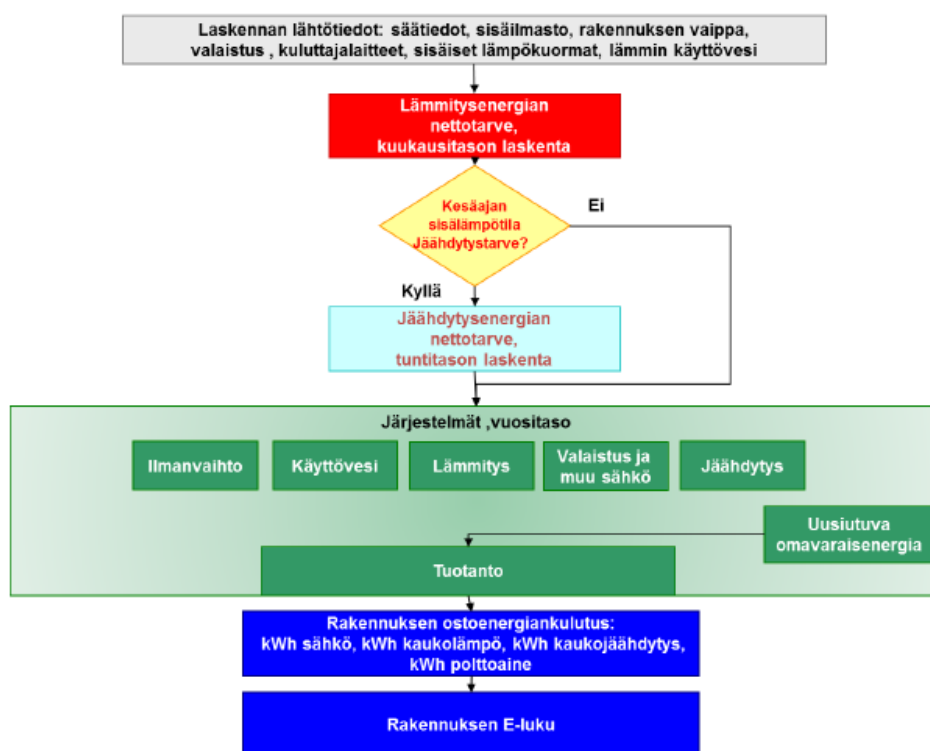 Laskennan lähtötiedot: säätiedot, sisäilmasto, rakennuksen vaippa,
valaistus , kuluttajalaitteet, sisäiset lämpökuormat, lämmin käyttövesi
Lämmitysenergian
nettotarve,
kuukausitason laskenta
Kesäajan
sisälämpötila
Jäähdytystarve?
Ei
Kyllä
Jäähdytysenergian
nettotarve,
tuntitason laskenta
Järjestelmät ,vuositaso
Ilmanvaihto
Käyttövesi
Lämmitys
Valaistus ja
muu sähkö
Jäähdytys
Uusiutuva
omavaraisenergia
Tuotanto
Rakennuksen ostoenergiankulutus:
kWh sähkö, kWh kaukolämpö, kWh kaukojäähdytys,
kWh polttoaine
Rakennuksen E-luku